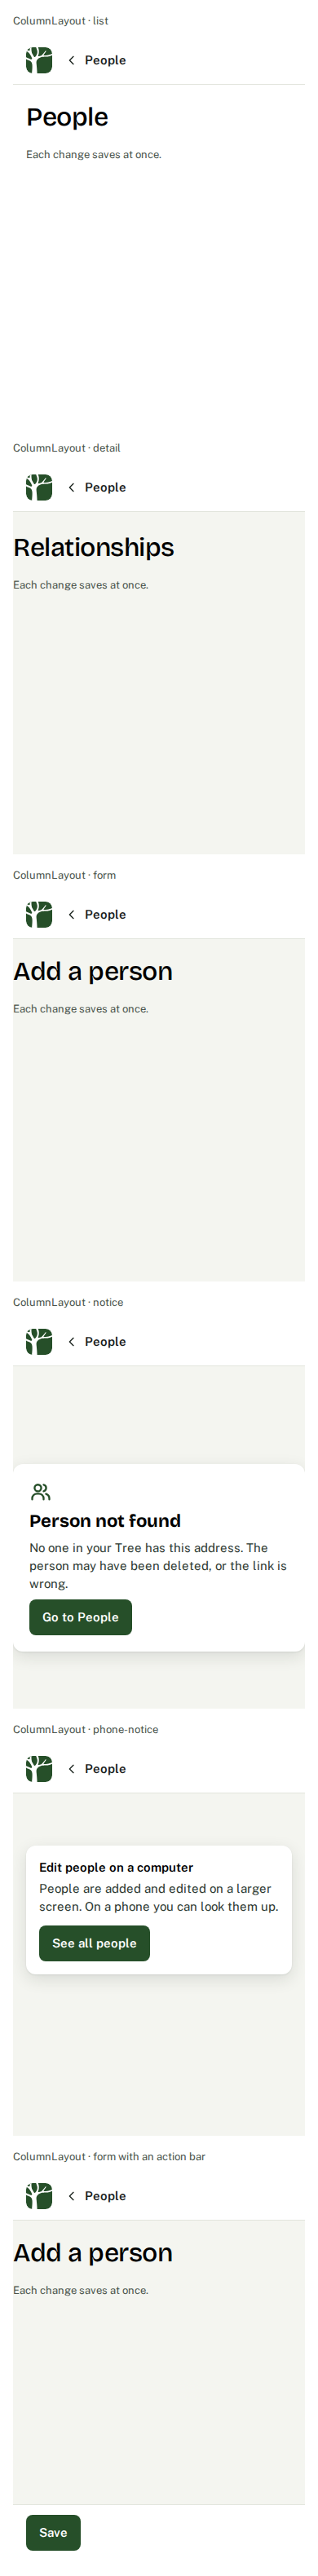 ColumnLayout · list
People
People
Each change saves at once.
ColumnLayout · detail
People
Relationships
Each change saves at once.
ColumnLayout · form
People
Add a person
Each change saves at once.
ColumnLayout · notice
People
Person not found
No one in your Tree has this address. The
person may have been deleted, or the link is
wrong.
Go to People
ColumnLayout · phone-notice
People
Edit people on a computer
People are added and edited on a larger
screen. On a phone you can look them up.
See all people
ColumnLayout · form with an action bar
People
Add a person
Each change saves at once.
Save